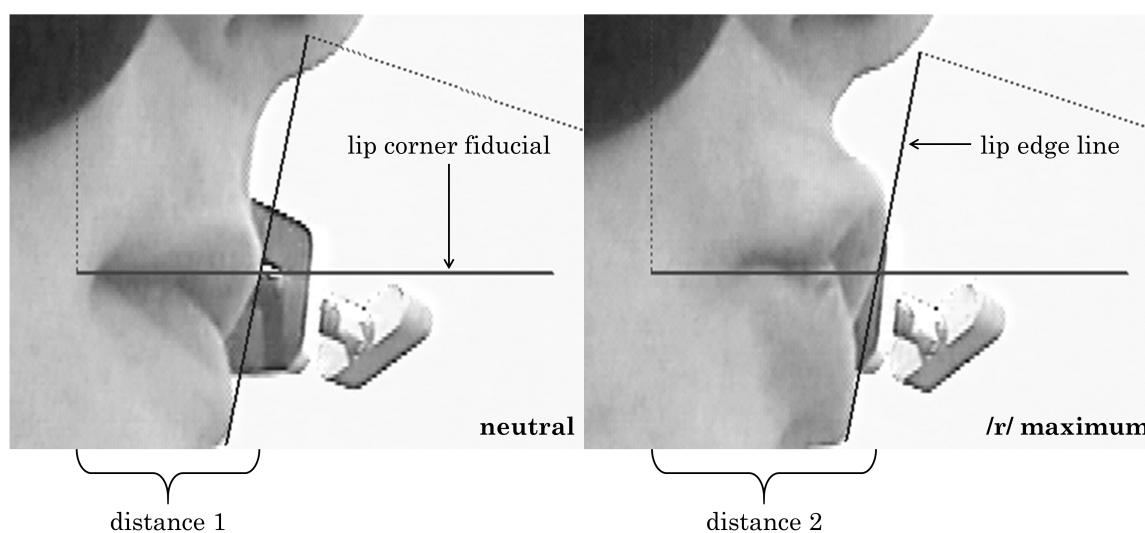 lip corner fiducial
lip edge line
neutral
/r/ maximum
distance 1
distance 2